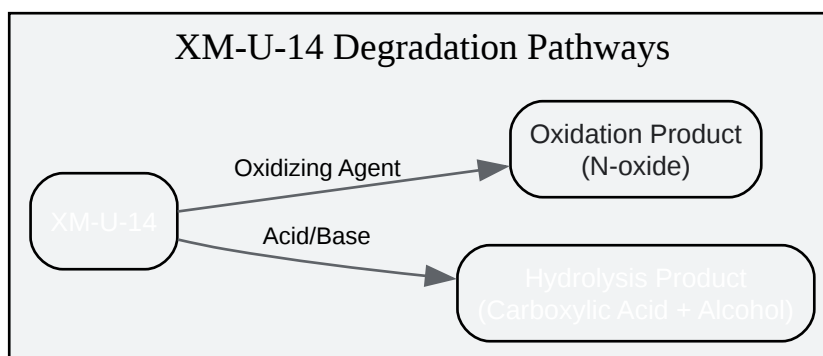 XM-U-14 Degradation Pathways
Oxidation Product
(N-oxide)
Oxidizing Agent
XM-U-14
Acid/Base
Hydrolysis Product
(Carboxylic Acid + Alcohol)